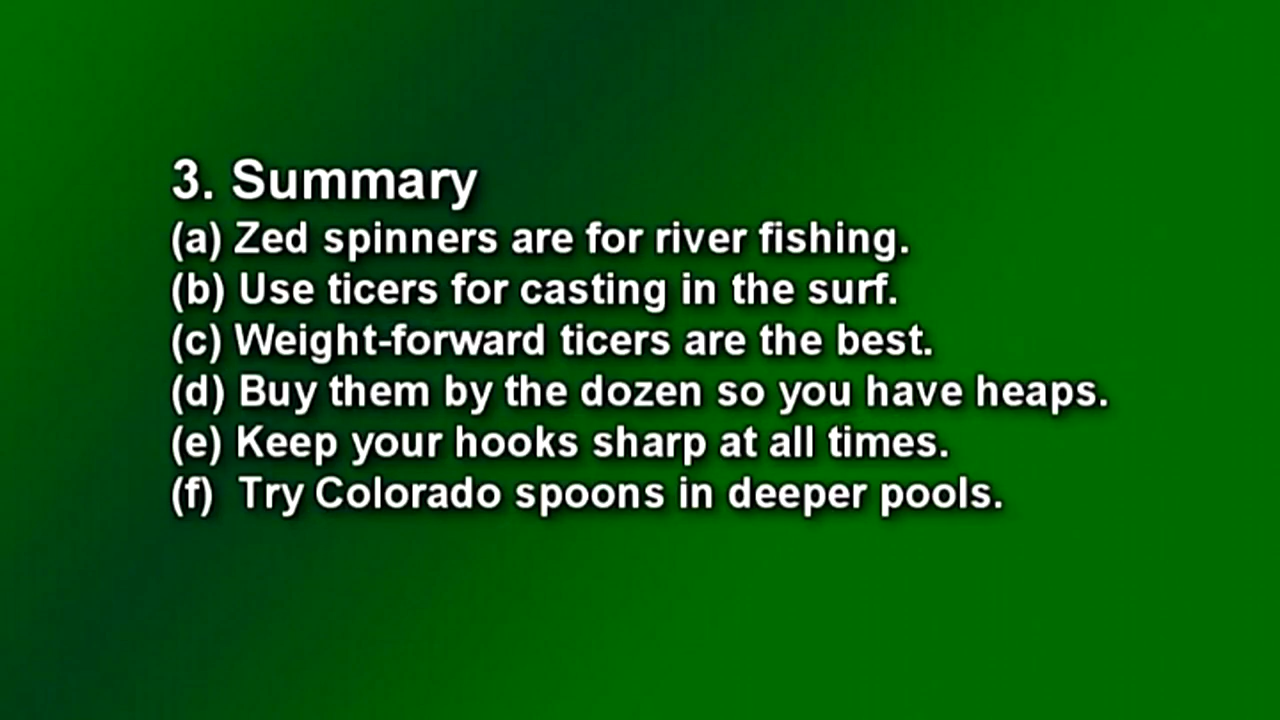 3. Summary
(a) Zed spinners are for river fishing.
(b) Use ticers for casting in the surf.
(c) Weight-forward ticers are the best.
(d) Buy them by the dozen so you have heaps.
(e) Keep your hooks sharp at all times.
(f) Try Colorado spoons in deeper pools.